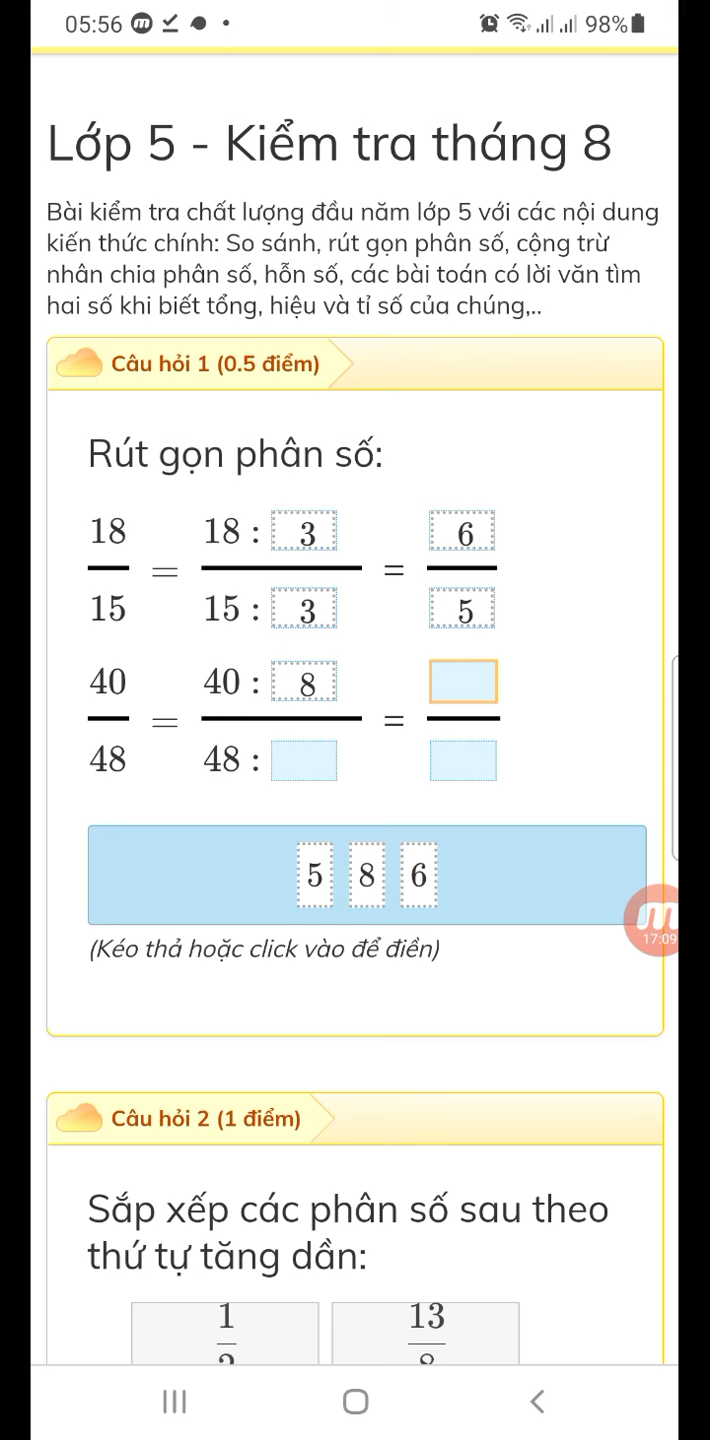 05:56 98%
Lớp 5 - Kiểm tra tháng 8
Bài kiểm tra chất lượng đầu năm lớp 5 với các nội dung
kiến thức chính: So sánh, rút gọn phân số, cộng trừ
nhân chia phân số, hỗn số, các bài toán có lời văn tìm
hai số khi biết tổng, hiệu và tỉ số của chúng,..
Câu hỏi 1 (0.5 điểm)
Rút gọn phân số:
18 18 : 3 6
= =
15 15 : 3 5
40 40 : 8
= =
48 48 :
5 8 6
17:09
(Kéo thả hoặc click vào để điền)
Câu hỏi 2 (1 điểm)
Sắp xếp các phân số sau theo
thứ tự tăng dần:
1 13